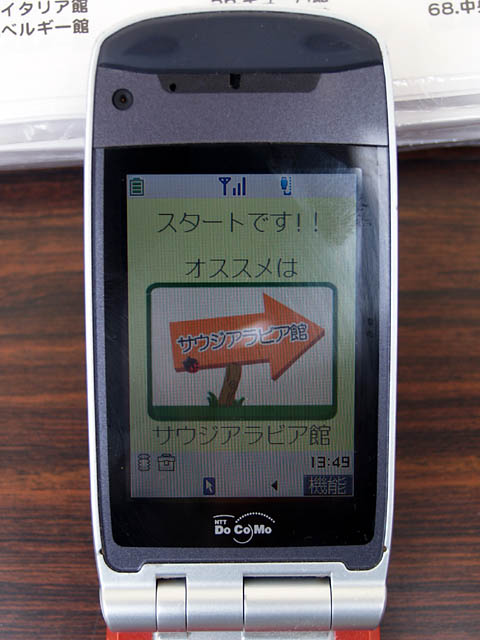 イタリア館
ベルギー館
68.中央
スタートです!!
オススメは
サウジアラビア館
サウジアラビア館
13:49
機能
NTT
DoCoMo